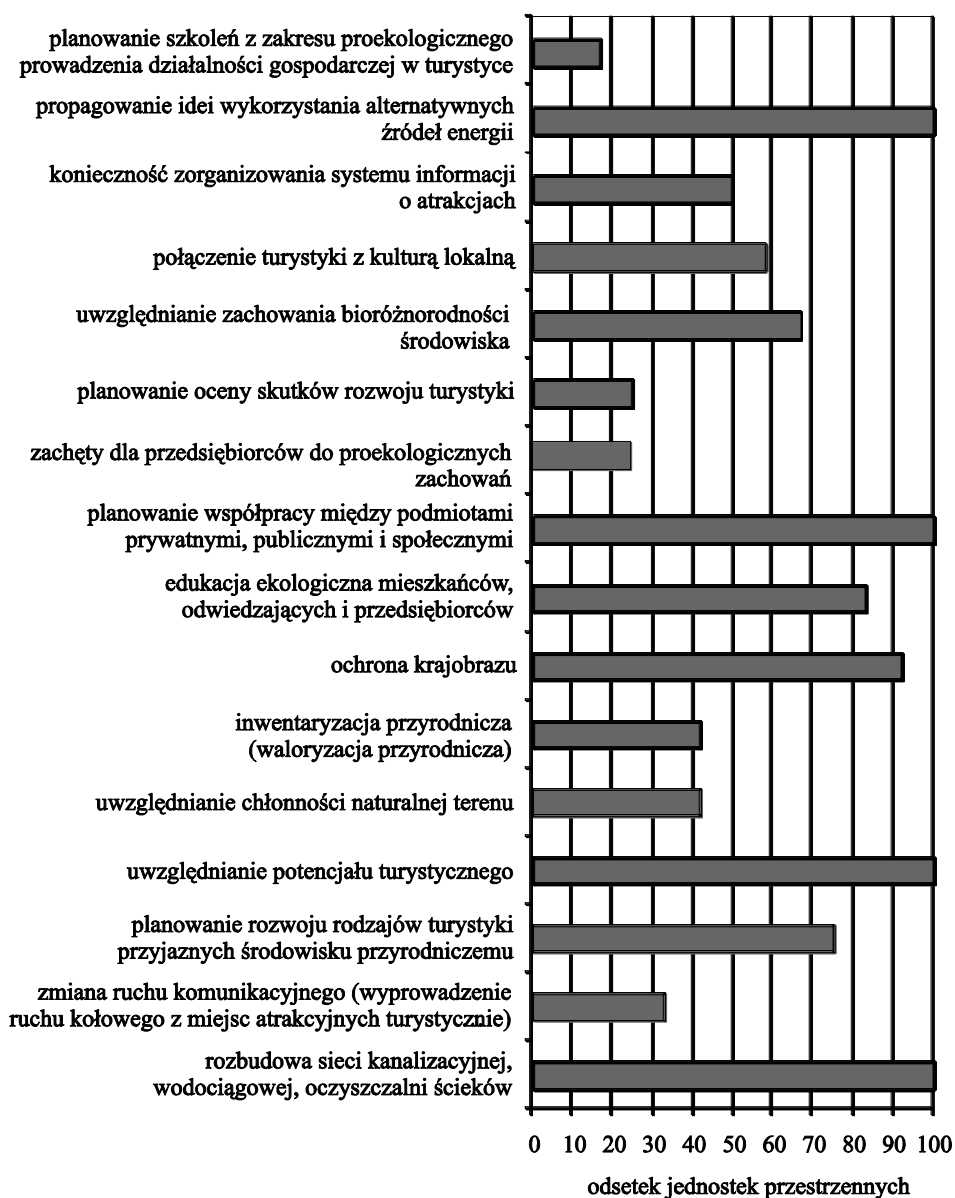 planowanie szkoleń z zakresu proekologicznego
prowadzenia działalności gospodarczej w turystyce
propagowanie idei wykorzystania alternatywnych
źródeł energii
konieczność zorganizowania systemu informacji
o atrakcjach
połączenie turystyki z kulturą lokalną
uwzględnianie zachowania bioróżnorodności
środowiska
planowanie oceny skutków rozwoju turystyki
zachęty dla przedsiębiorców do proekologicznych
zachowań
planowanie współpracy między podmiotami
prywatnymi, publicznymi i społecznymi
edukacja ekologiczna mieszkańców,
odwiedzających i przedsiębiorców
ochrona krajobrazu
inwentaryzacja przyrodnicza
(waloryzacja przyrodnicza)
uwzględnianie chłonności naturalnej terenu
uwzględnianie potencjału turystycznego
planowanie rozwoju rodzajów turystyki
przyjaznych środowisku przyrodniczemu
zmiana ruchu komunikacyjnego (wyprowadzenie
ruchu kołowego z miejsc atrakcyjnych turystycznie)
rozbudowa sieci kanalizacyjnej,
wodociągowej, oczyszczalni ścieków
0 10 20 30 40 50 60 70 80 90 100
odsetek jednostek przestrzennych